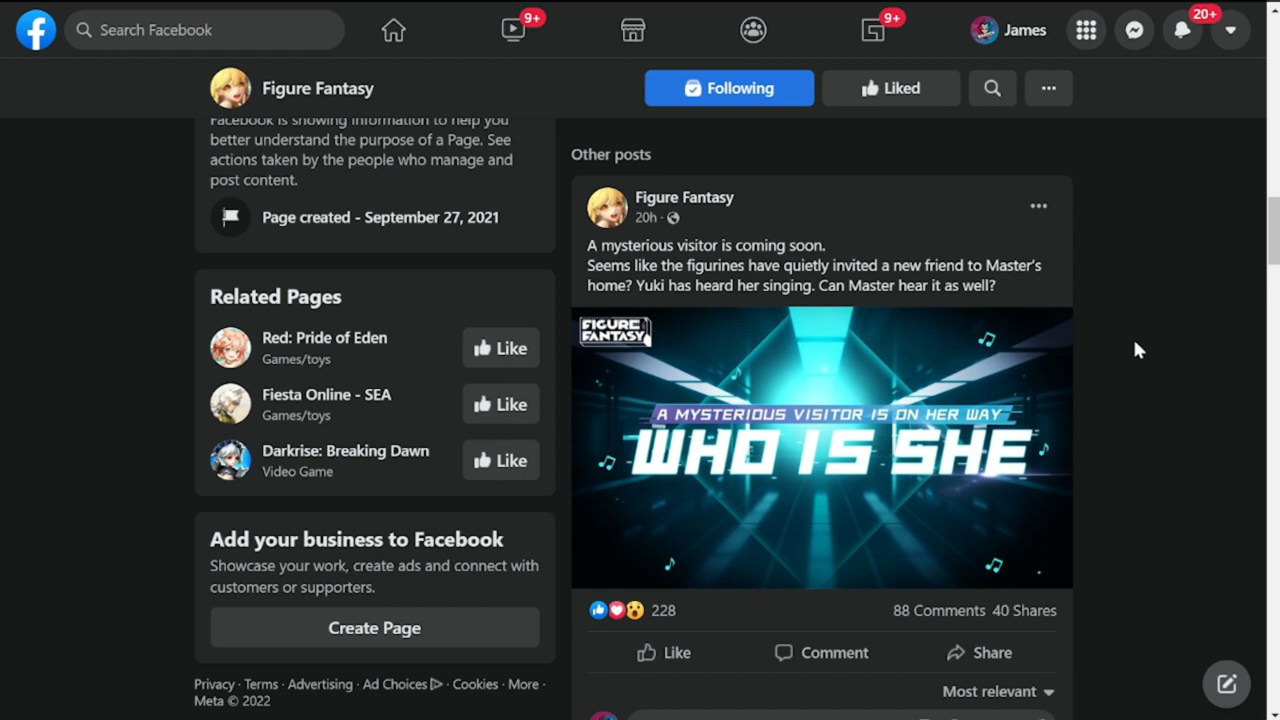 Search Facebook
9+
9+
James
20+
Figure Fantasy
Following
Liked
Facebook is showing information to help you
better understand the purpose of a Page. See
actions taken by the people who manage and
post content.
Page created - September 27, 2021
Related Pages
Red: Pride of Eden
Games/toys
Like
Fiesta Online - SEA
Games/toys
Like
Darkrise: Breaking Dawn
Video Game
Like
Add your business to Facebook
Showcase your work, create ads and connect with
customers or supporters.
Create Page
Privacy · Terms · Advertising · Ad Choices · Cookies · More ·
Meta © 2022
Other posts
Figure Fantasy
20h ·
A mysterious visitor is coming soon.
Seems like the figurines have quietly invited a new friend to Master's
home? Yuki has heard her singing. Can Master hear it as well?
FIGURE
FANTASY
A MYSTERIOUS VISITOR IS ON HER WAY
WHO IS SHE
228
88 Comments 40 Shares
Like
Comment
Share
Most relevant